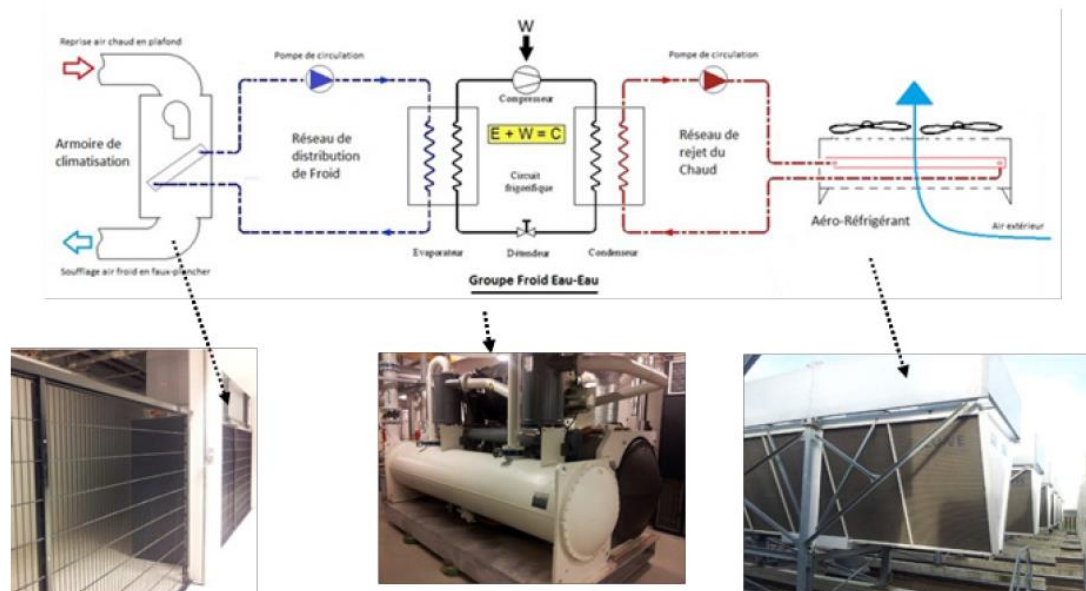 W
Reprise air chaud en plafond
Pompe de circulation
Pompe de circulation
Compresseur
E + W = C
Armoire de
climatisation
Réseau de
distribution
de Froid
Circuit
frigorifique
Réseau de
rejet du
Chaud
Aéro-Réfrigérant
Air extérieur
Soufflage air froid en faux-plancher
Evaporateur
Détendeur
Condenseur
Groupe Froid Eau-Eau